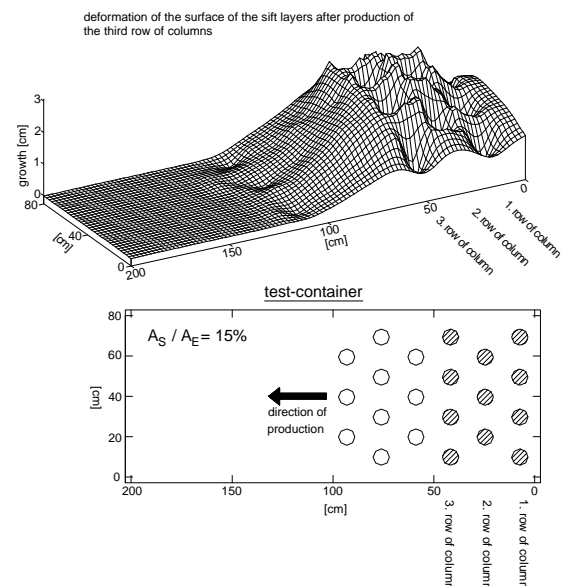 deformation of the surface of the sift layers after production of
the third row of columns
growth [cm]
3
2
1
0
80
40
0
[cm]
200
150
100
50
0
[cm]
1. row of column
2. row of column
3. row of column
test-container
A_S / A_E = 15%
80
60
40
20
0
[cm]
direction of
production
200
150
100
50
0
[cm]
3. row of column
2. row of column
1. row of column